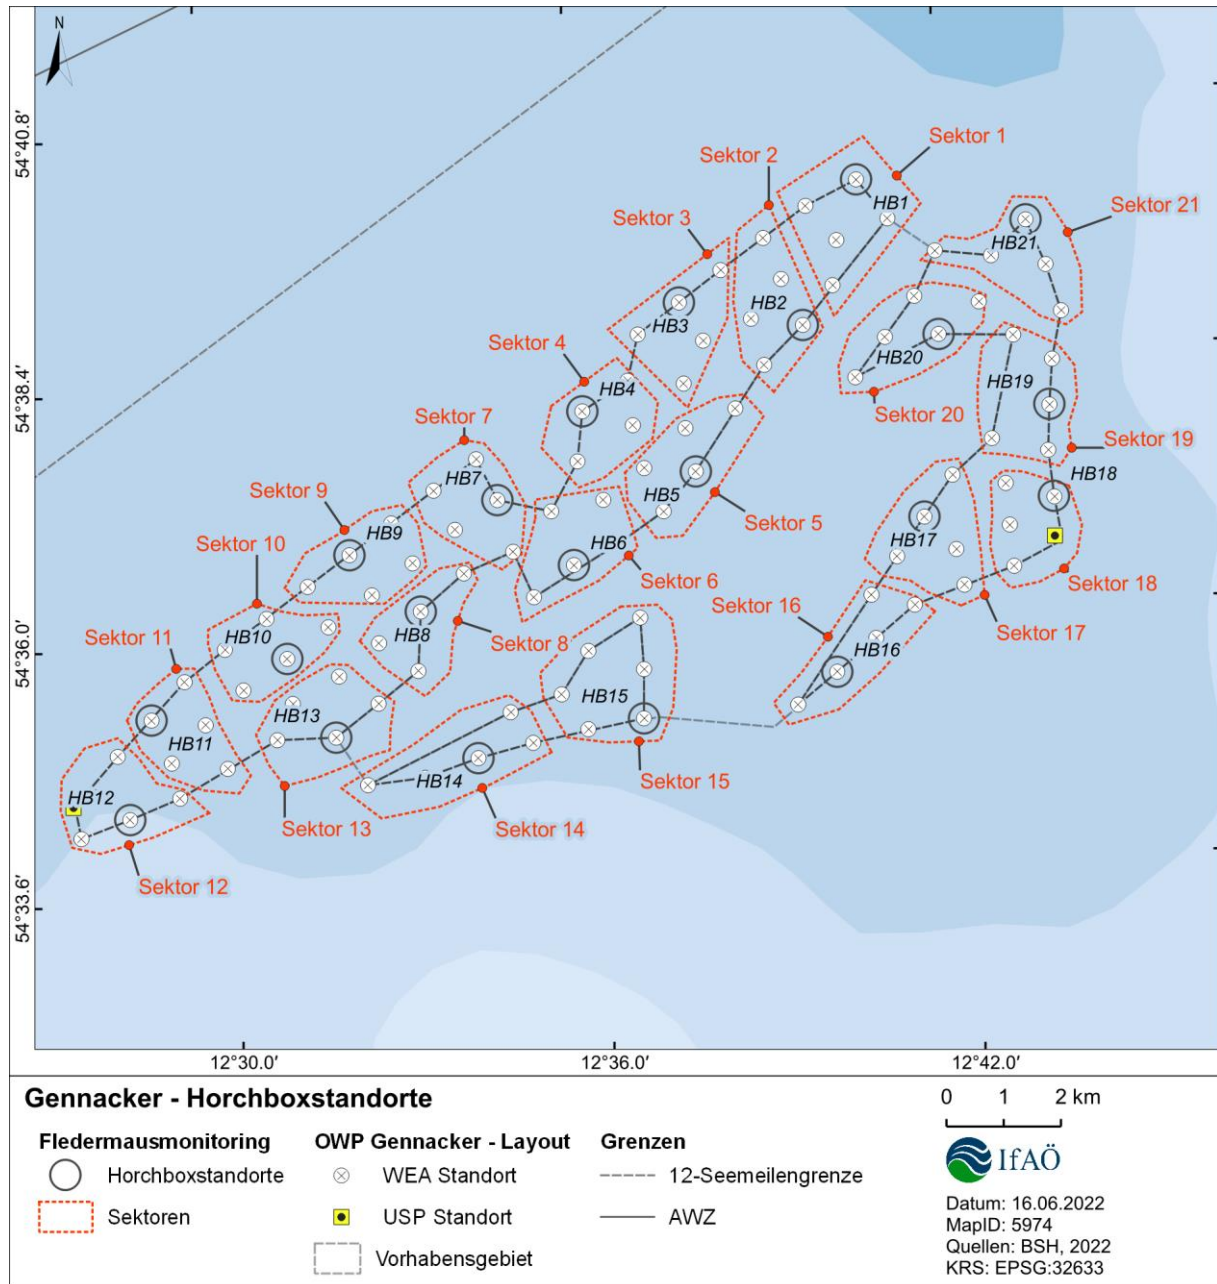 N
54°40.8'
54°38.4'
54°36.0'
54°33.6'
Sektor 1
Sektor 2
Sektor 3
Sektor 21
HB1
HB21
HB2
HB3
Sektor 4
HB4
HB20
HB19
Sektor 20
Sektor 7
HB7
Sektor 19
HB18
HB5
Sektor 5
Sektor 9
HB9
HB6
HB17
Sektor 18
Sektor 10
Sektor 6
Sektor 17
Sektor 16
Sektor 8
HB8
HB10
Sektor 11
HB16
HB15
HB13
HB11
Sektor 15
HB14
HB12
Sektor 13
Sektor 14
Sektor 12
12°30.0'
12°36.0'
12°42.0'
Gennacker - Horchboxstandorte
Fledermausmonitoring
Horchboxstandorte
Sektoren
OWP Gennacker - Layout
WEA Standort
USP Standort
Vorhabensgebiet
Grenzen
12-Seemeilengrenze
AWZ
0 1 2 km
IfAÖ
Datum: 16.06.2022
MapID: 5974
Quellen: BSH, 2022
KRS: EPSG:32633